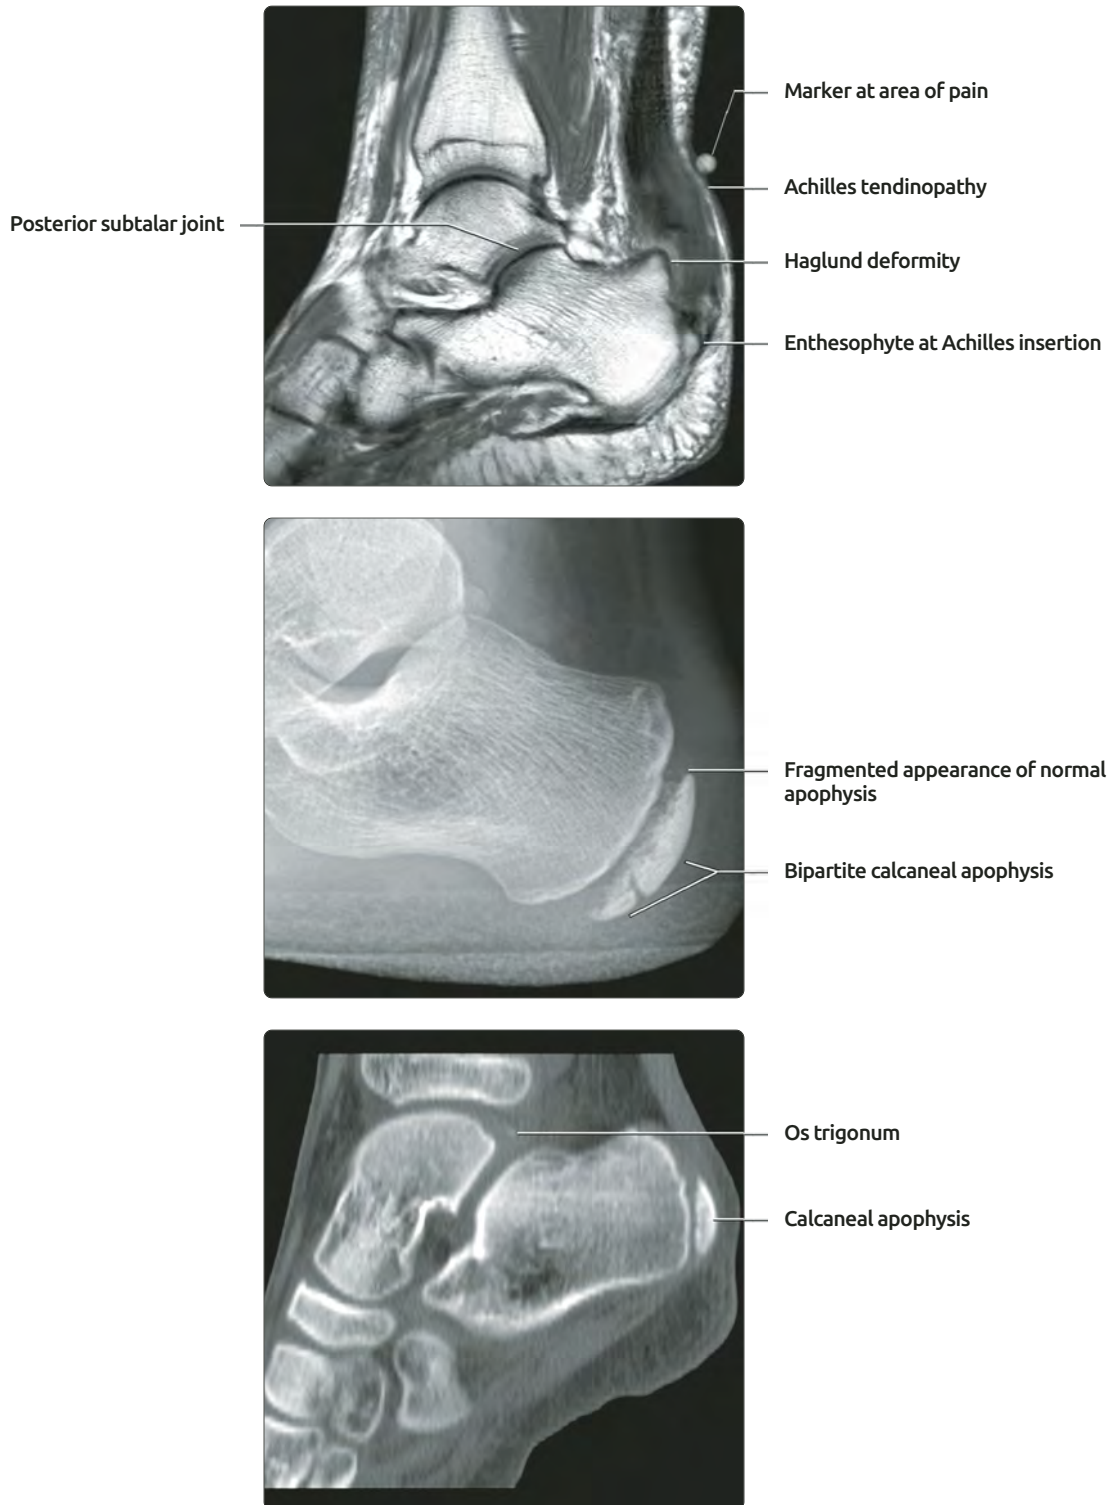 Marker at area of pain
Achilles tendinopathy
Posterior subtalar joint
Haglund deformity
Enthesophyte at Achilles insertion
Fragmented appearance of normal
apophysis
Bipartite calcaneal apophysis
Os trigonum
Calcaneal apophysis